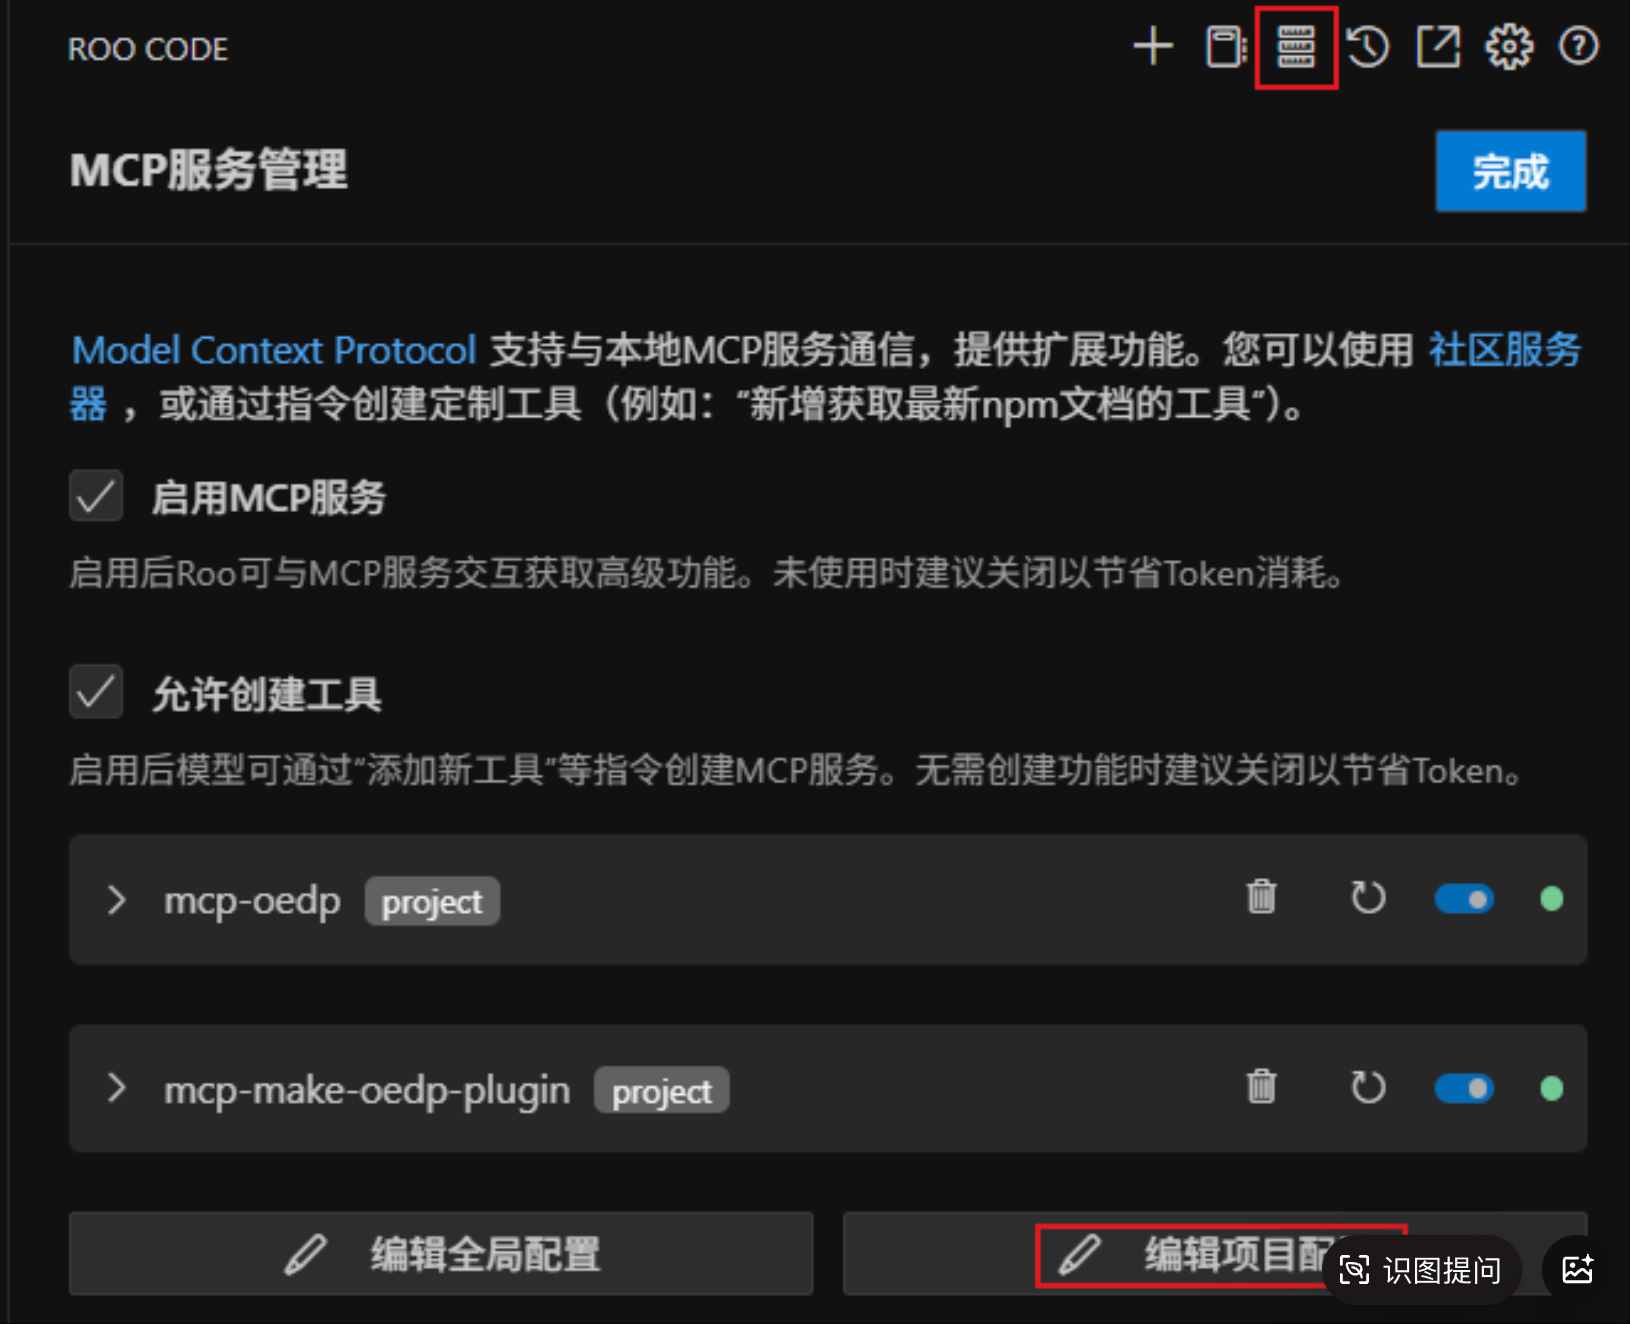 ROO CODE
MCP服务管理
完成
Model Context Protocol 支持与本地MCP服务通信，提供扩展功能。您可以使用 社区服务
器 ，或通过指令创建定制工具（例如：“新增获取最新npm文档的工具”）。
启用MCP服务
启用后Roo可与MCP服务交互获取高级功能。未使用时建议关闭以节省Token消耗。
允许创建工具
启用后模型可通过“添加新工具”等指令创建MCP服务。无需创建功能时建议关闭以节省Token。
mcp-oedp project
mcp-make-oedp-plugin project
编辑全局配置
编辑项目配
识图提问